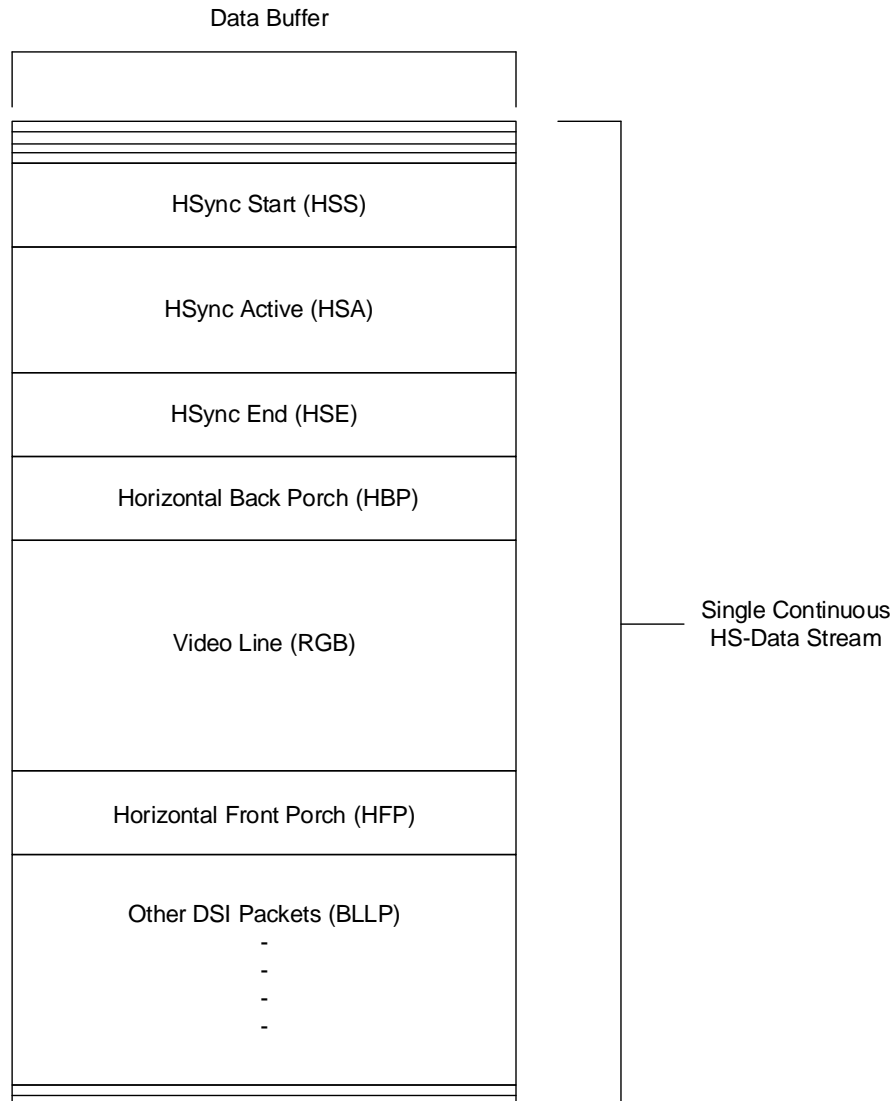 Data Buffer
HSync Start (HSS)
HSync Active (HSA)
HSync End (HSE)
Horizontal Back Porch (HBP)
Video Line (RGB)
Single Continuous
HS-Data Stream
Horizontal Front Porch (HFP)
Other DSI Packets (BLLP)
-
-
-
-